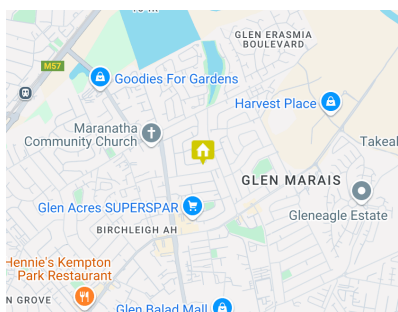 GLEN ERASMIA
BOULEVARD
M57
Goodies For Gardens
Harvest Place
Maranatha
Community Church
Takeal
GLEN MARAIS
Glen Acres SUPERSPAR
Gleneagle Estate
BIRCHLEIGH AH
Hennie's Kempton
Park Restaurant
N GROVE
Glen Balad Mall